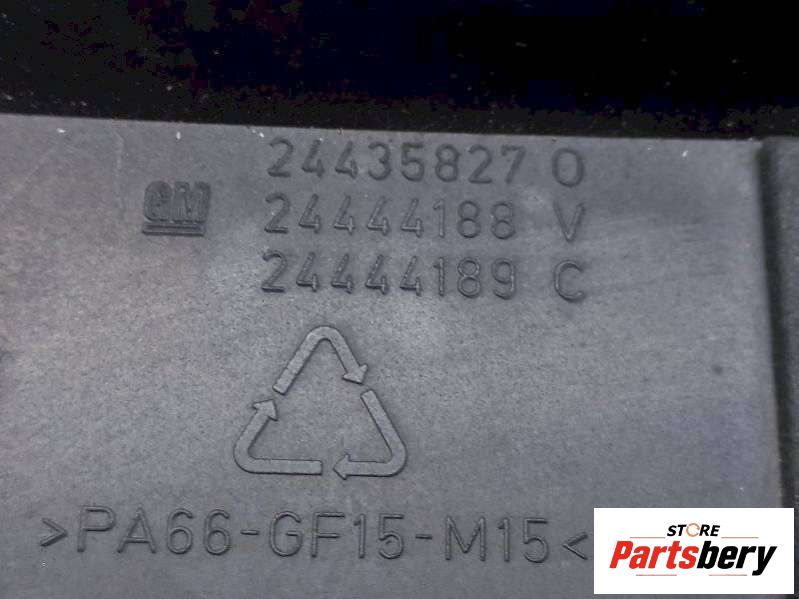 24435827 O
GM 24444188 V
24444189 C
>PA66-GF15-M15<
STORE
Partsbery